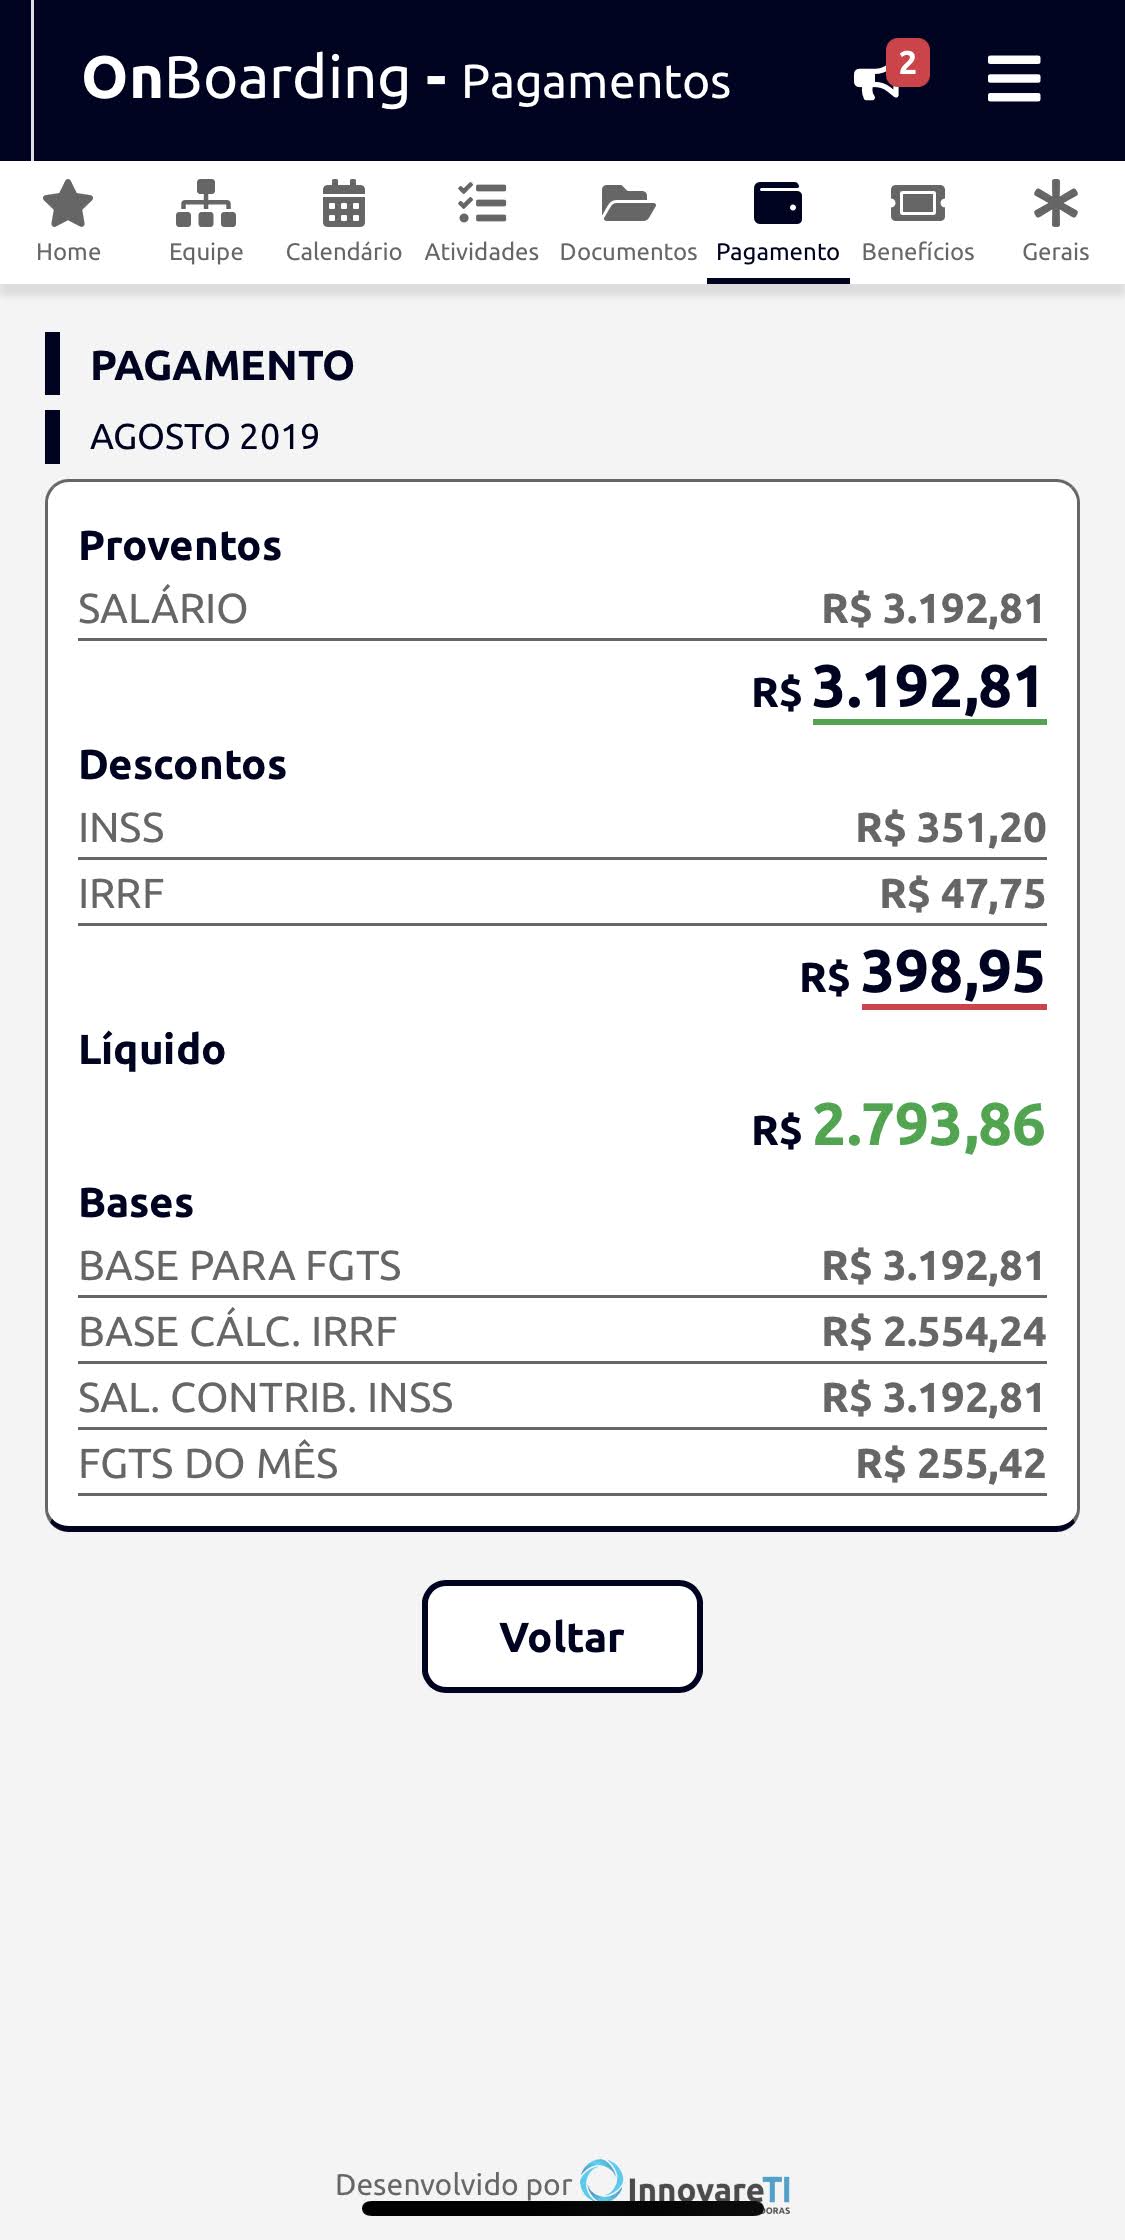 OnBoarding - Pagamentos
2
Home Equipe Calendário Atividades Documentos Pagamento Benefícios Gerais
PAGAMENTO
AGOSTO 2019
Proventos
SALÁRIO R$ 3.192,81
R$ 3.192,81
Descontos
INSS R$ 351,20
IRRF R$ 47,75
R$ 398,95
Líquido
R$ 2.793,86
Bases
BASE PARA FGTS R$ 3.192,81
BASE CÁLC. IRRF R$ 2.554,24
SAL. CONTRIB. INSS R$ 3.192,81
FGTS DO MÊS R$ 255,42
Voltar
Desenvolvido por InnovareTI